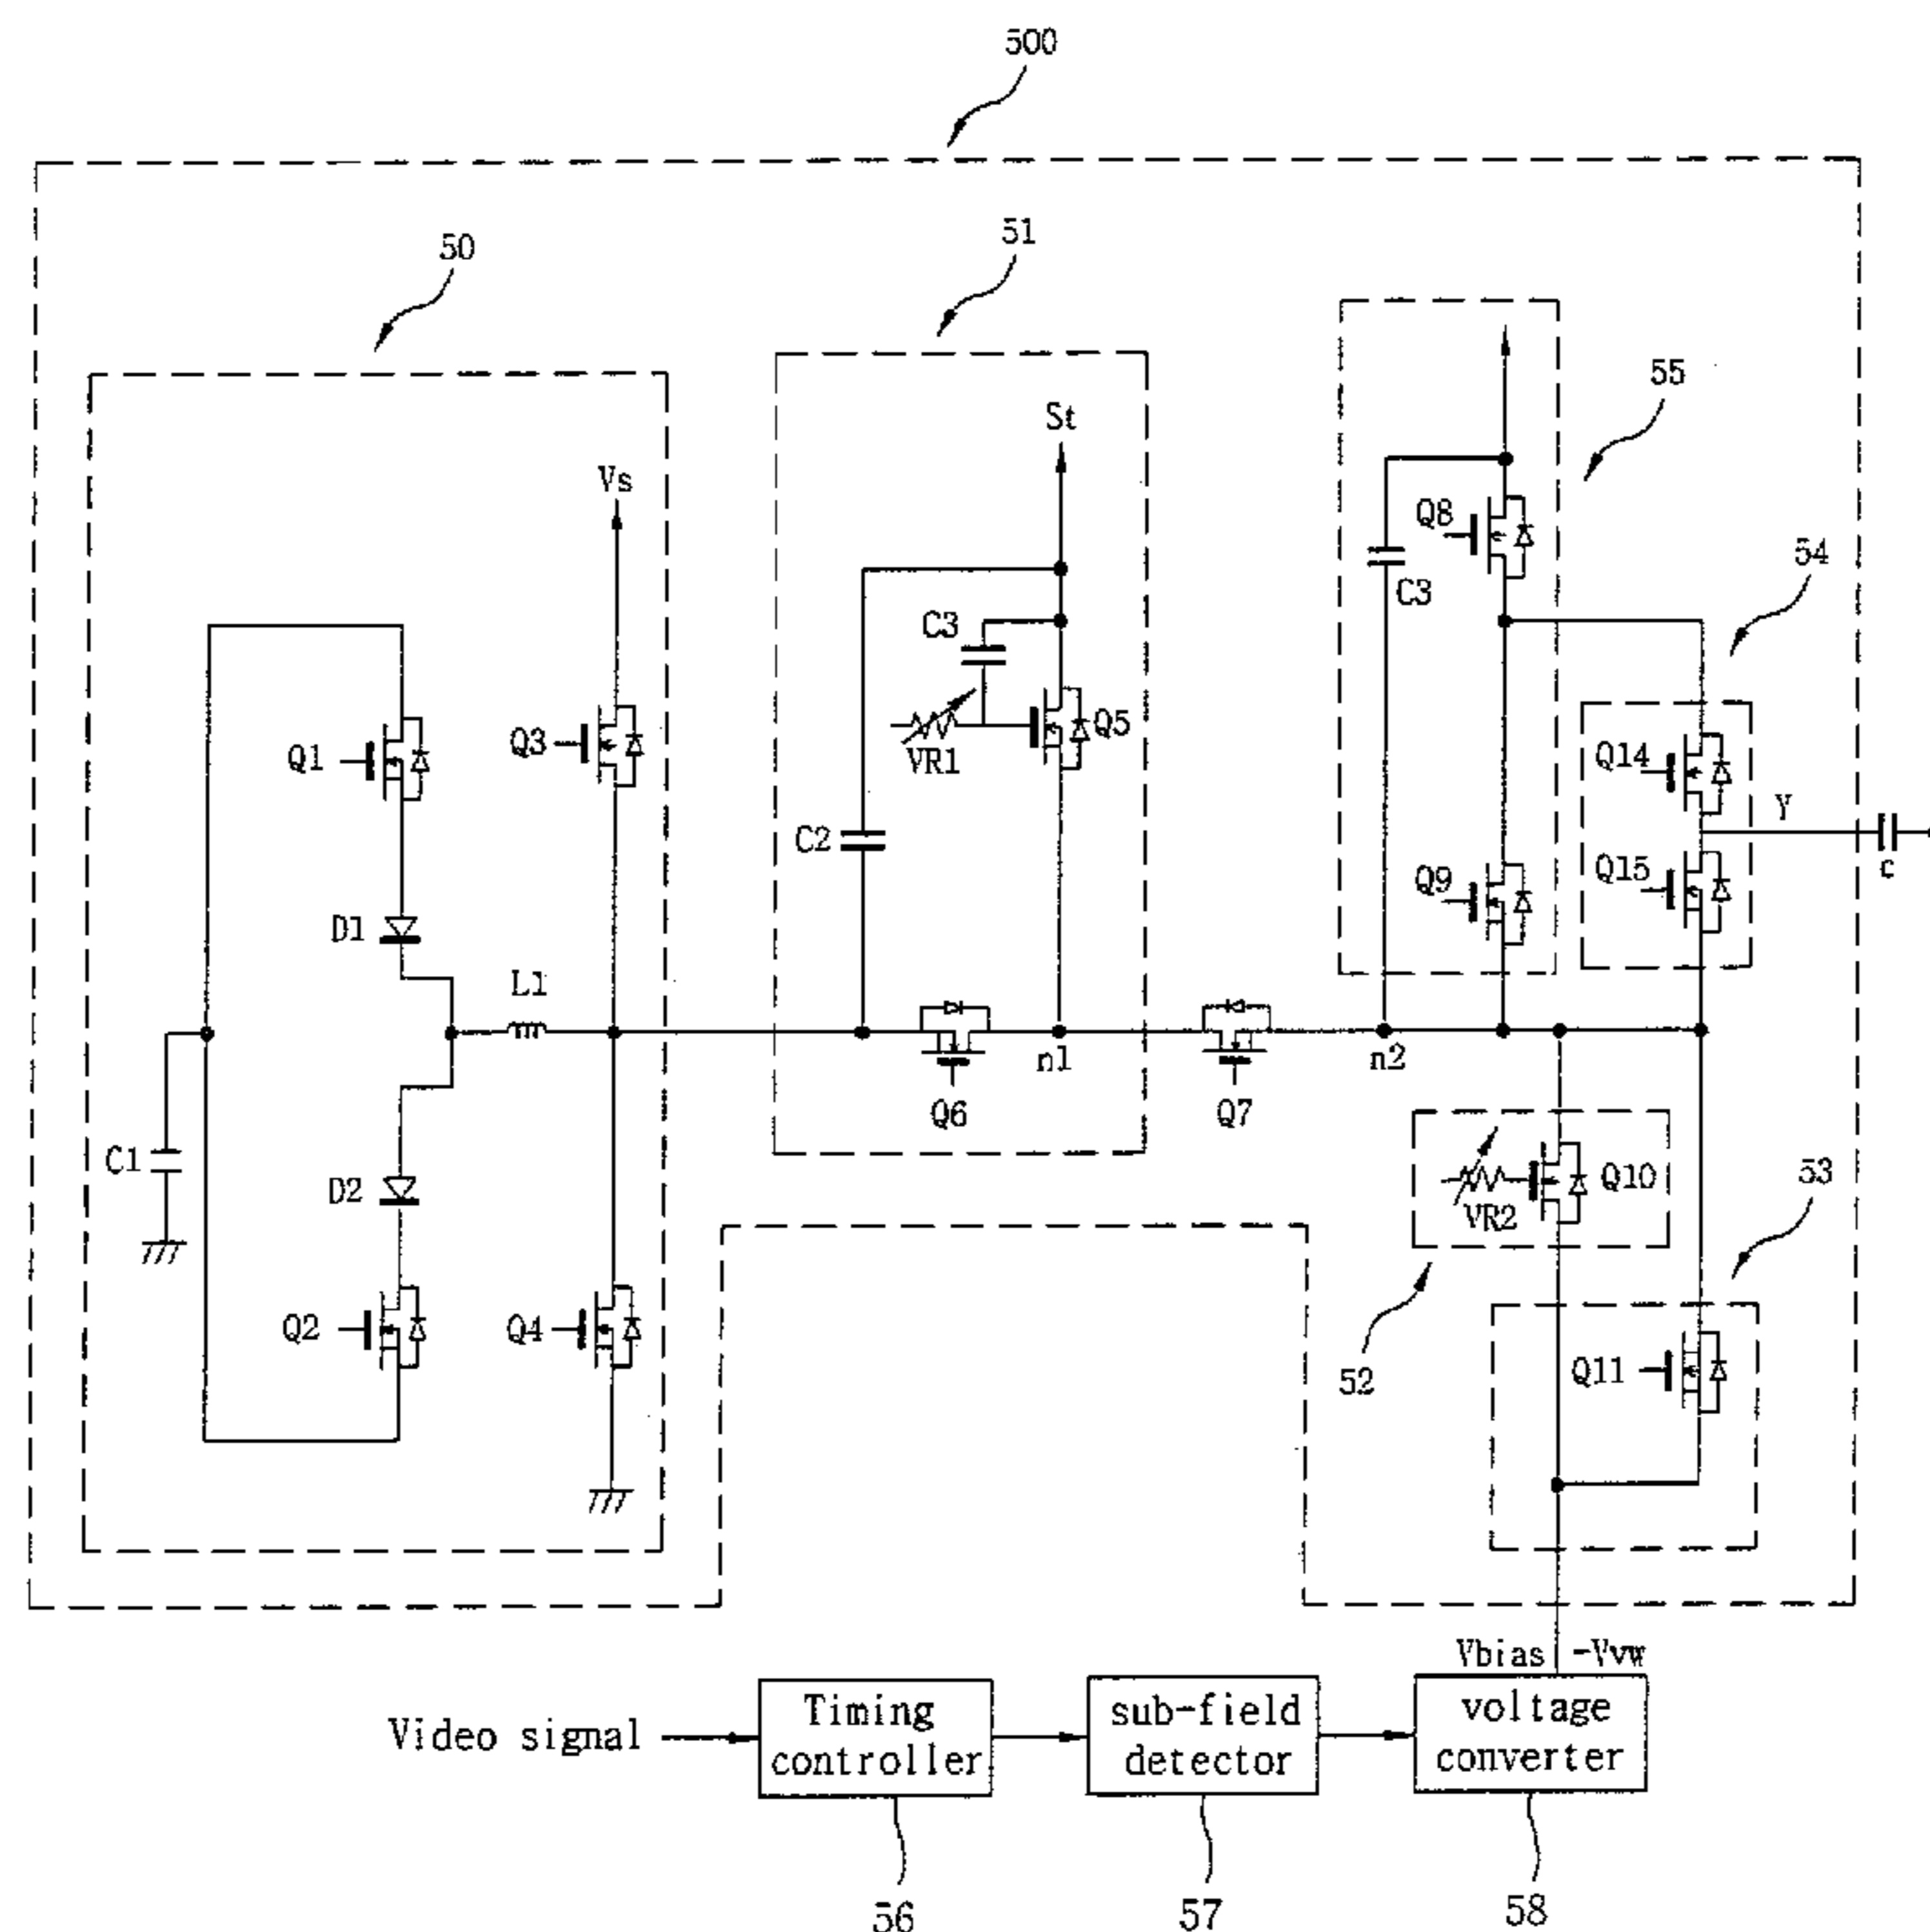 500
50
51
55
54
St
Vs
Q8
C3
C3
Q14
Y
Q1
Q3
VR1
Q5
C2
Q15
C
Q9
D1
L1
n1
n2
Q6
Q7
C1
D2
VR2
Q10
53
Q2
Q4
52
Q11
Vbias -Vvw
Video signal
Timing
controller
sub-field
detector
voltage
converter
56
57
58